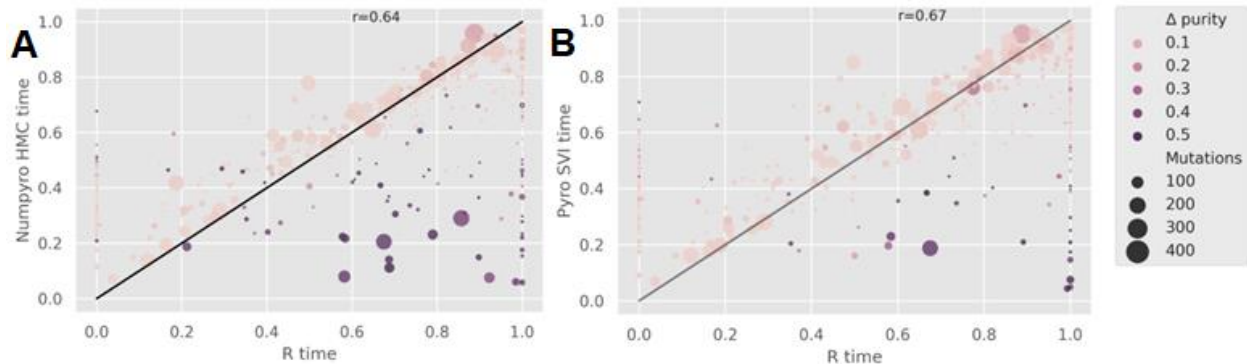 A
r=0.64
1.0
0.8
0.6
0.4
0.2
0.0
Numpyro HMC time
0.0 0.2 0.4 0.6 0.8 1.0
R time
B
r=0.67
1.0
0.8
0.6
0.4
0.2
0.0
Pyro SVI time
0.0 0.2 0.4 0.6 0.8 1.0
R time
Δ purity
0.1
0.2
0.3
0.4
0.5
Mutations
100
200
300
400